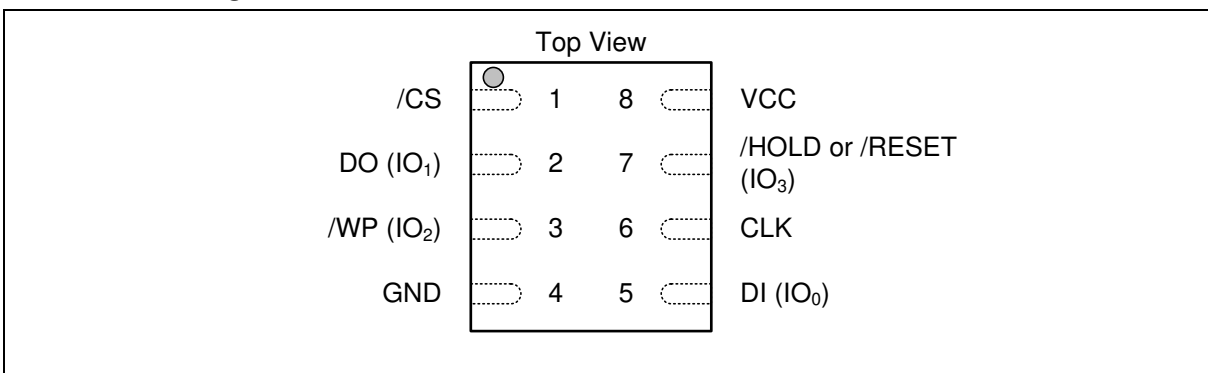 Top View
/CS 1 8 VCC
DO (IO₁) 2 7 /HOLD or /RESET
(IO₃)
/WP (IO₂) 3 6 CLK
GND 4 5 DI (IO₀)